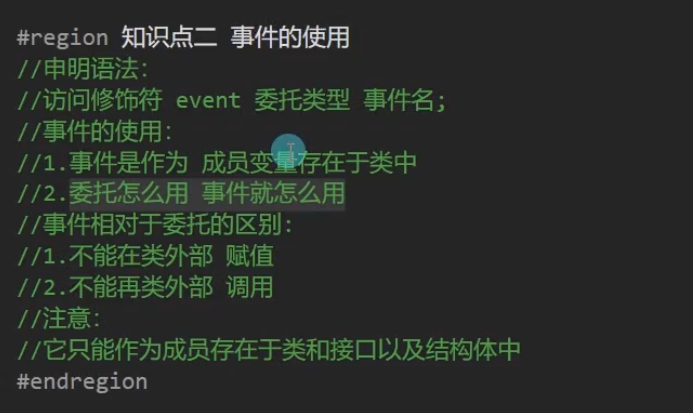 #region 知识点二 事件的使用
//申明语法:
//访问修饰符 event 委托类型 事件名;
//事件的使用:
//1.事件是作为 成员变量存在于类中
//2.委托怎么用 事件就怎么用
//事件相对于委托的区别:
//1.不能在类外部 赋值
//2.不能再类外部 调用
//注意:
//它只能作为成员存在于类和接口以及结构体中
#endregion